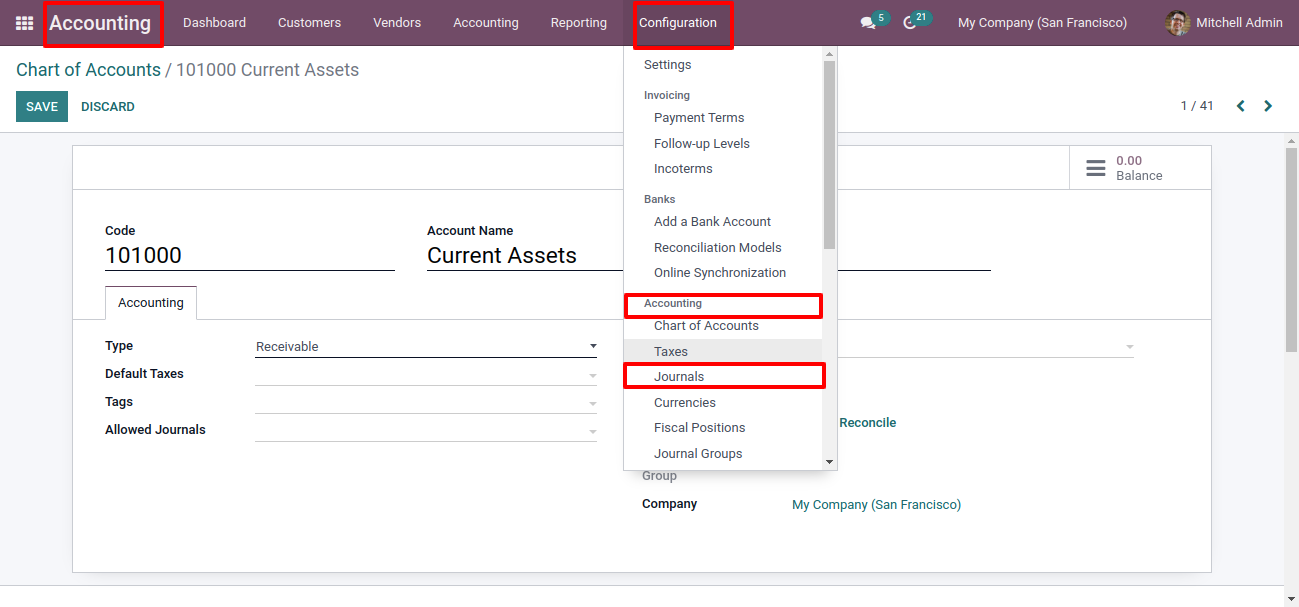 Accounting Dashboard Customers Vendors Accounting Reporting Configuration 5 21 My Company (San Francisco) Mitchell Admin
Chart of Accounts / 101000 Current Assets
SAVE DISCARD
1 / 41
Settings
Invoicing
Payment Terms
Follow-up Levels
Incoterms
Banks
Add a Bank Account
Reconciliation Models
Online Synchronization
Accounting
Chart of Accounts
Taxes
Journals
Currencies
Fiscal Positions
Journal Groups
0.00
Balance
Code Account Name
101000 Current Assets
Accounting
Type Receivable
Default Taxes
Tags
Allowed Journals
Reconcile
Group
Company My Company (San Francisco)